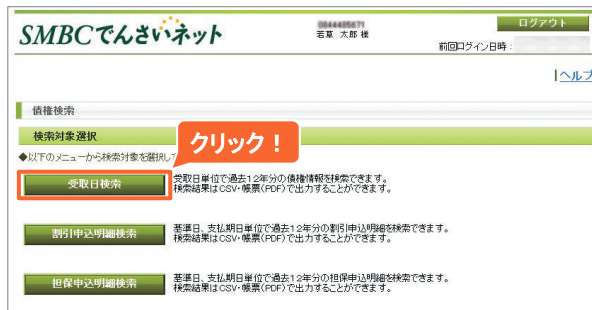 SMBCでんさいネット
若草 太郎 様
ログアウト
前回ログイン日時：
ヘルプ
債権検索
検索対象選択
クリック！
◆以下のメニューから検索対象を選択し
受取日検索
受取日単位で過去12年分の債権情報を検索できます。
検索結果はCSV・帳票(PDF)で出力することができます。
割引申込明細検索
基準日、支払期日単位で過去12年分の割引申込明細を検索できます。
検索結果はCSV・帳票(PDF)で出力することができます。
担保申込明細検索
基準日、支払期日単位で過去12年分の担保申込明細を検索できます。
検索結果はCSV・帳票(PDF)で出力することができます。